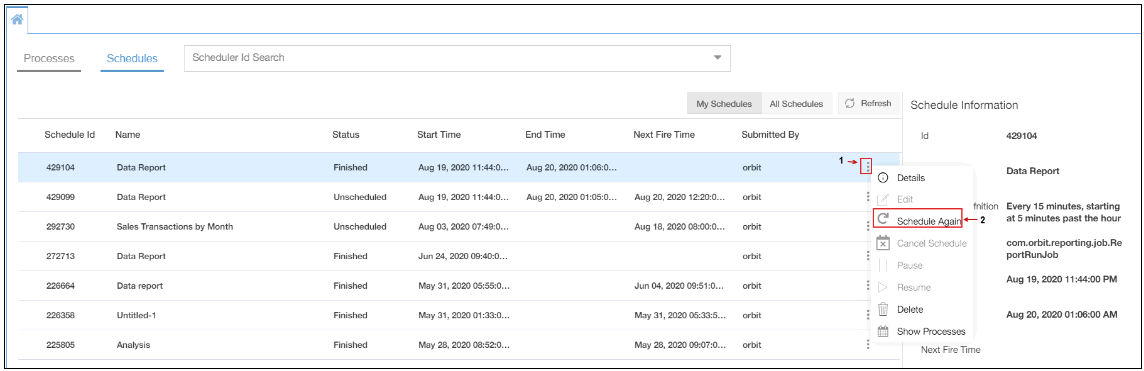 Processes
Schedules
Scheduler Id Search
My Schedules
All Schedules
Refresh
Schedule Id Name Status Start Time End Time Next Fire Time Submitted By
429104 Data Report Finished Aug 19, 2020 11:44:0... Aug 20, 2020 01:06:0... orbit
429099 Data Report Unscheduled Aug 19, 2020 11:44:0... Aug 20, 2020 01:05:0... Aug 20, 2020 12:20:0... orbit
292730 Sales Transactions by Month Unscheduled Aug 03, 2020 07:49:0... Aug 18, 2020 08:00:0... orbit
272713 Data Report Finished Jun 24, 2020 09:40:0... orbit
226664 Data report Finished May 31, 2020 05:55:0... Jun 04, 2020 09:51:0... orbit
226358 Untitled-1 Finished May 31, 2020 01:33:0... May 31, 2020 05:33:5... orbit
225805 Analysis Finished May 28, 2020 08:52:0... May 28, 2020 09:07:0... orbit
1
Details
Edit
Schedule Again
2
Cancel Schedule
Pause
Resume
Delete
Show Processes
Schedule Information
Id 429104
Data Report
finition Every 15 minutes, starting
at 5 minutes past the hour
com.orbit.reporting.job.Re
portRunJob
Aug 19, 2020 11:44:00 PM
Aug 20, 2020 01:06:00 AM
Next Fire Time